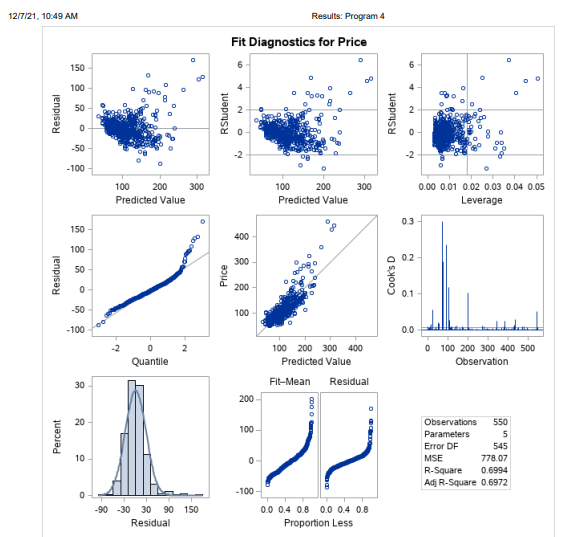 12/7/21, 10:49 AM Results: Program 4
Fit Diagnostics for Price
Residual
150
100
50
0
-50
-100
100 200 300
Predicted Value
RStudent
6
4
2
0
-2
100 200 300
Predicted Value
RStudent
6
4
2
0
-2
0.00 0.01 0.02 0.03 0.04 0.05
Leverage
Residual
150
100
50
0
-50
-100
-2 0 2
Quantile
Price
400
300
200
100
100 200 300 400
Predicted Value
Cook's D
0.3
0.2
0.1
0.0
0 100 200 300 400 500
Observation
Percent
30
20
10
0
-90 -30 30 90 150
Residual
Fit–Mean Residual
200
100
0
-100
0.0 0.4 0.8 0.0 0.4 0.8
Proportion Less
Observations 550
Parameters 5
Error DF 545
MSE 778.07
R-Square 0.6994
Adj R-Square 0.6972